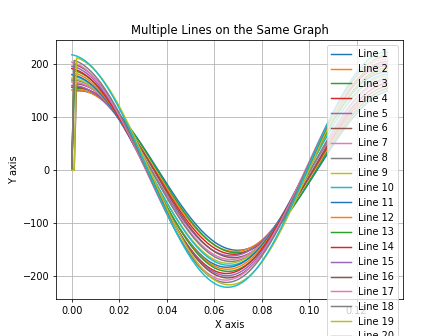 Multiple Lines on the Same Graph
Y axis
200
100
0
−100
−200
0.00
0.02
0.04
0.06
0.08
0.10
X axis
Line 1
Line 2
Line 3
Line 4
Line 5
Line 6
Line 7
Line 8
Line 9
Line 10
Line 11
Line 12
Line 13
Line 14
Line 15
Line 16
Line 17
Line 18
Line 19
Line 20